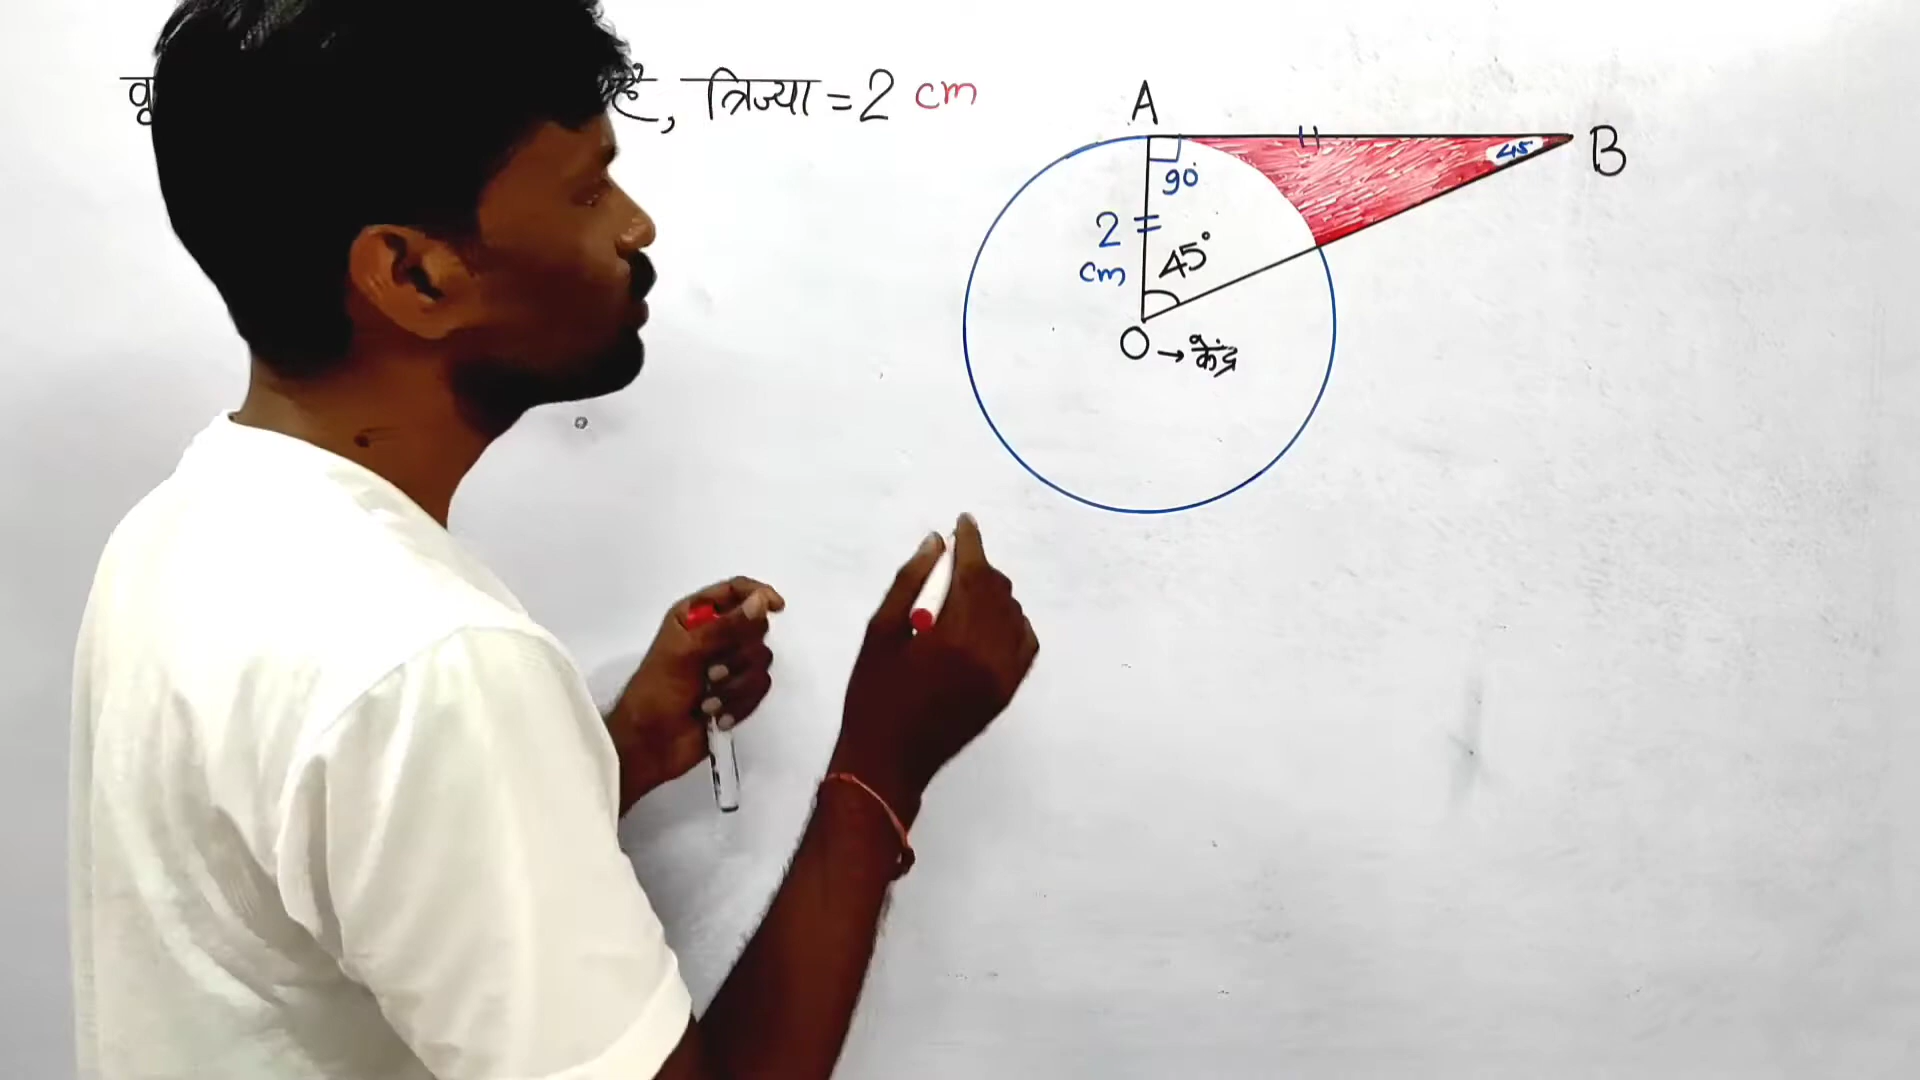 है, त्रिज्या = 2 cm
A
B
45
90°
2
cm
45°
O → केंद्र